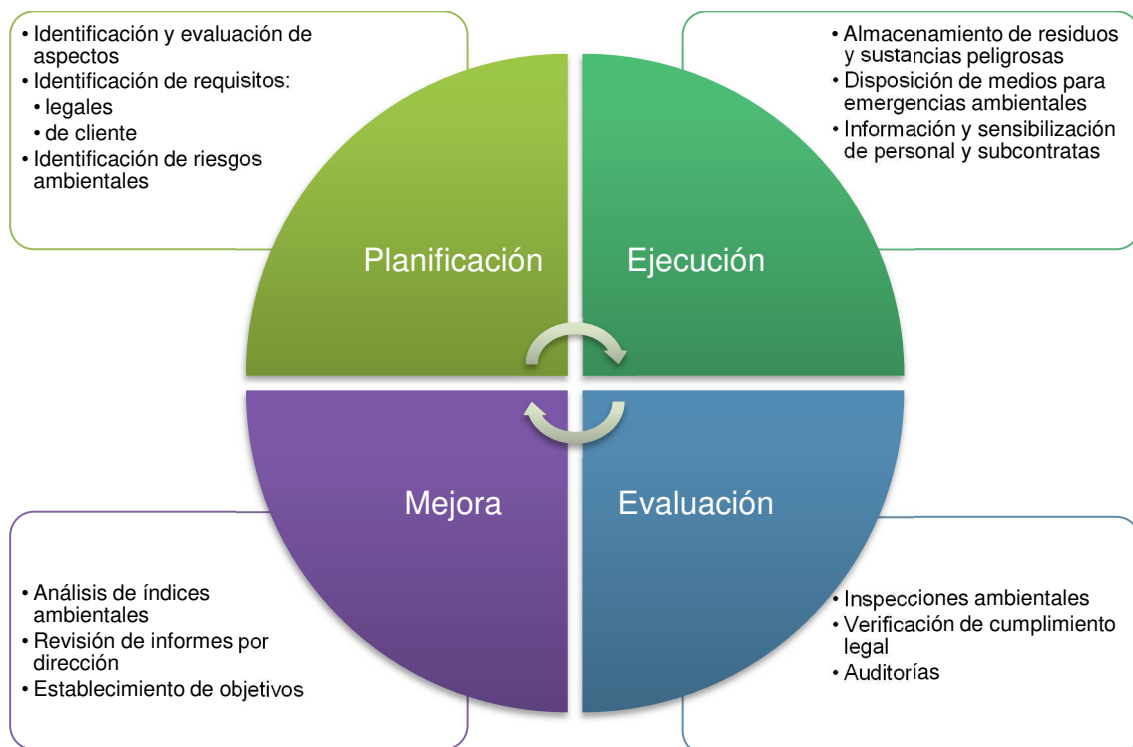 • Identificación y evaluación de
aspectos
• Identificación de requisitos:
• legales
• de cliente
• Identificación de riesgos
ambientales
• Almacenamiento de residuos
y sustancias peligrosas
• Disposición de medios para
emergencias ambientales
• Información y sensibilización
de personal y subcontratas
Planificación
Ejecución
Mejora
Evaluación
• Análisis de índices
ambientales
• Revisión de informes por
dirección
• Establecimiento de objetivos
• Inspecciones ambientales
• Verificación de cumplimiento
legal
• Auditorías